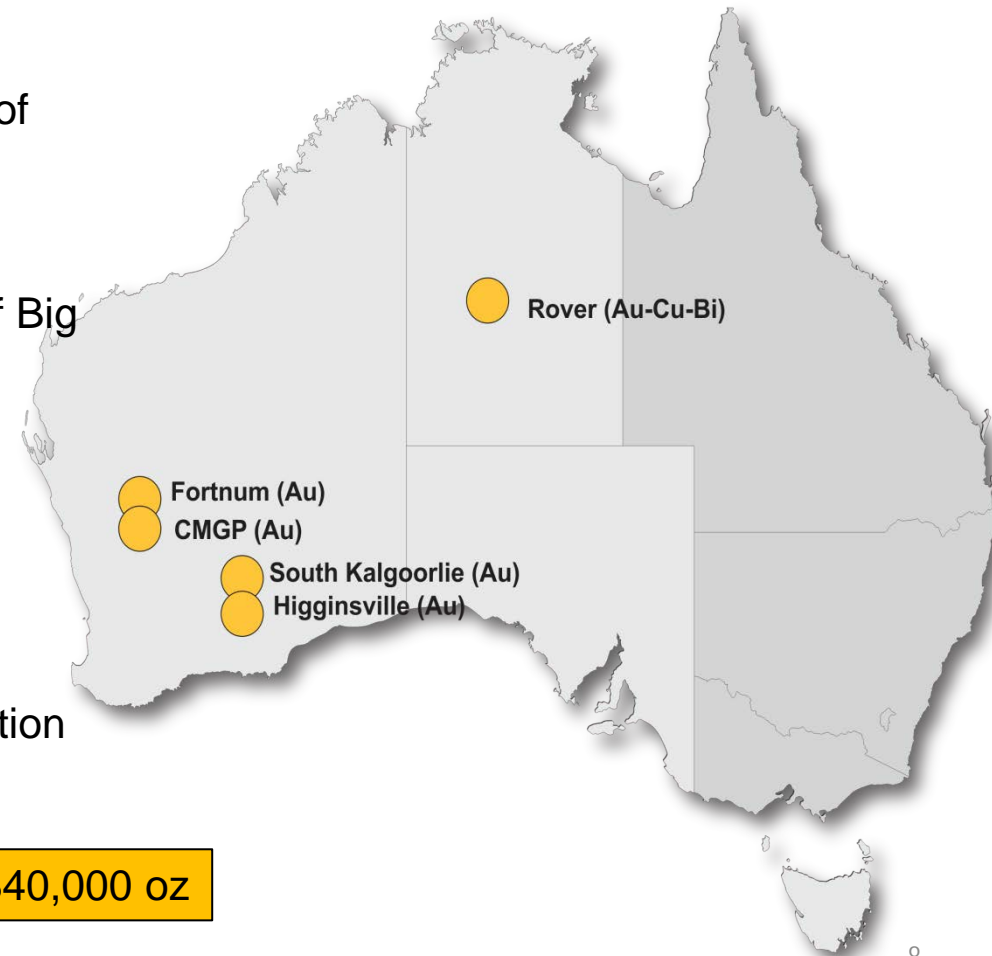 of
f Big
Rover (Au-Cu-Bi)
Fortnum (Au)
CMGP (Au)
South Kalgoorlie (Au)
Higginsville (Au)
tion
40,000 oz